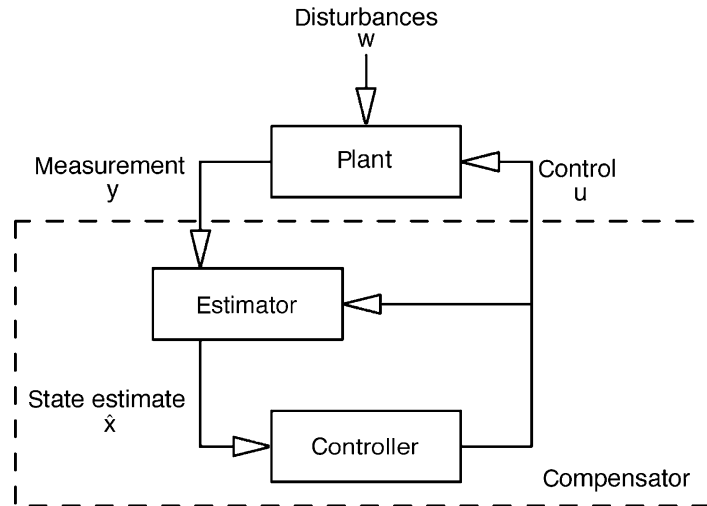 Disturbances
w
Plant
Measurement
y
Control
u
Estimator
State estimate
x̂
Controller
Compensator